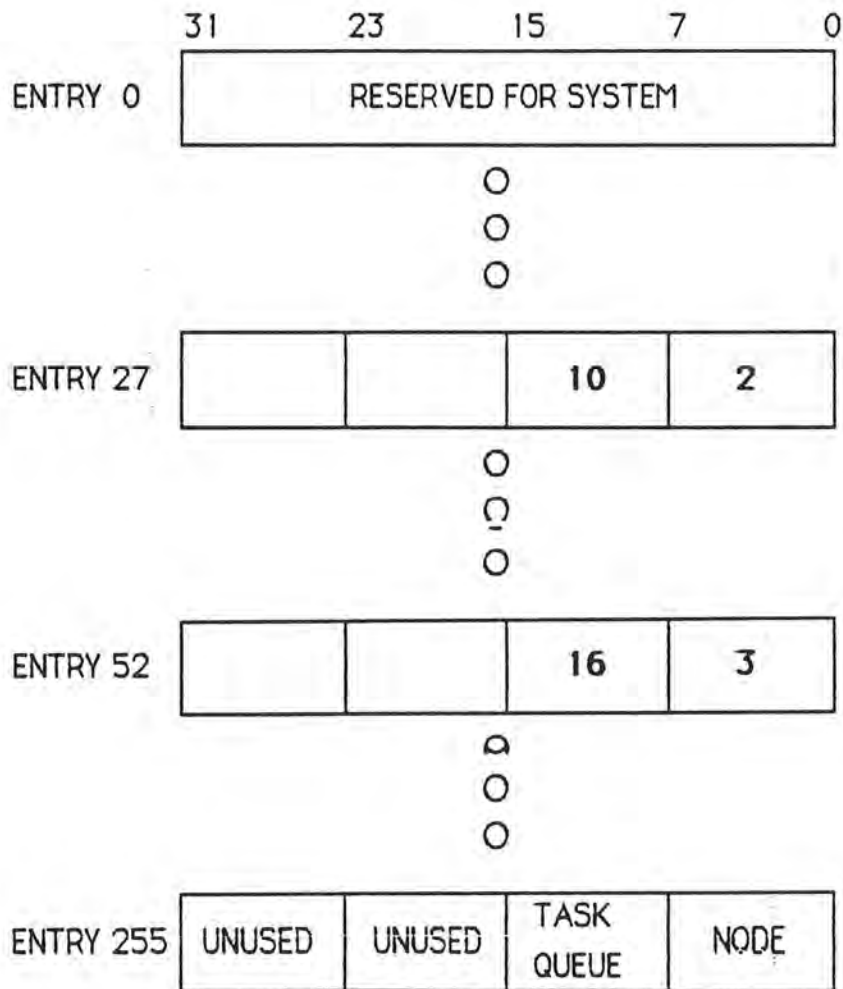 31 23 15 7 0
ENTRY 0 RESERVED FOR SYSTEM
ENTRY 27 10 2
ENTRY 52 16 3
ENTRY 255 UNUSED UNUSED TASK QUEUE NODE